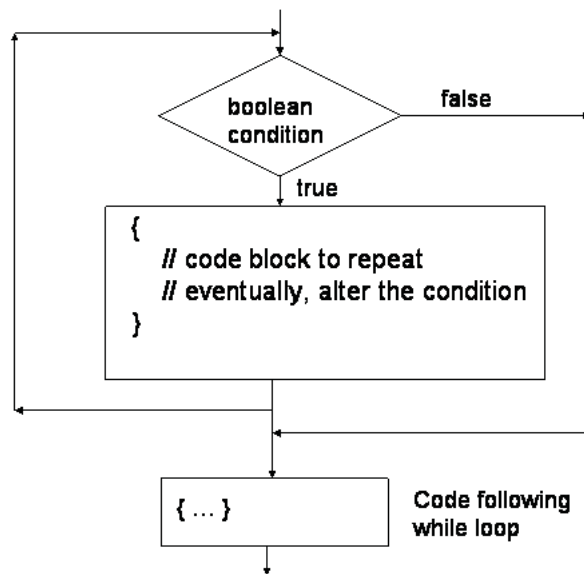 boolean
condition
false
true
{
// code block to repeat
// eventually, alter the condition
}
{ ... }
Code following
while loop